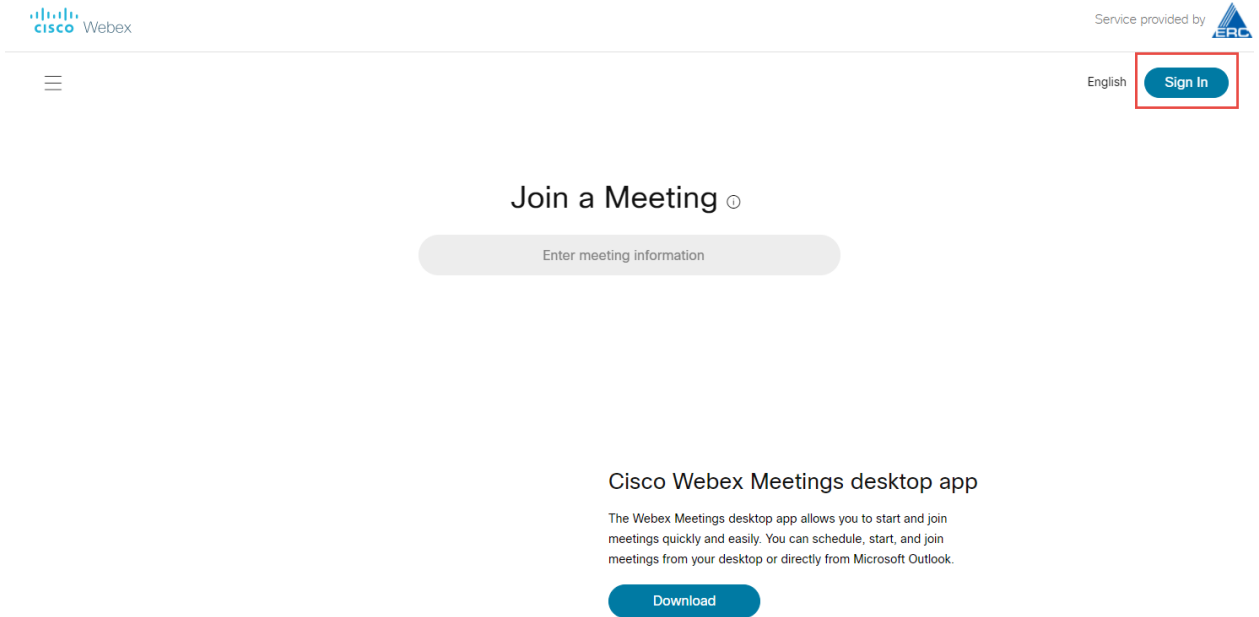 cisco Webex
Service provided by ERC
English
Sign In
Join a Meeting
Enter meeting information
Cisco Webex Meetings desktop app
The Webex Meetings desktop app allows you to start and join
meetings quickly and easily. You can schedule, start, and join
meetings from your desktop or directly from Microsoft Outlook.
Download